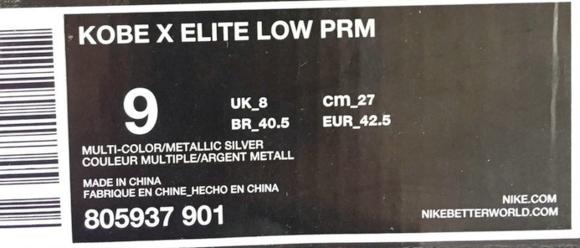 KOBE X ELITE LOW PRM
9
UK_8 cm_27
BR_40.5 EUR_42.5
MULTI-COLOR/METALLIC SILVER
COULEUR MULTIPLE/ARGENT METALL
MADE IN CHINA
FABRIQUE EN CHINE_HECHO EN CHINA
805937 901
NIKE.COM
NIKEBETTERWORLD.COM